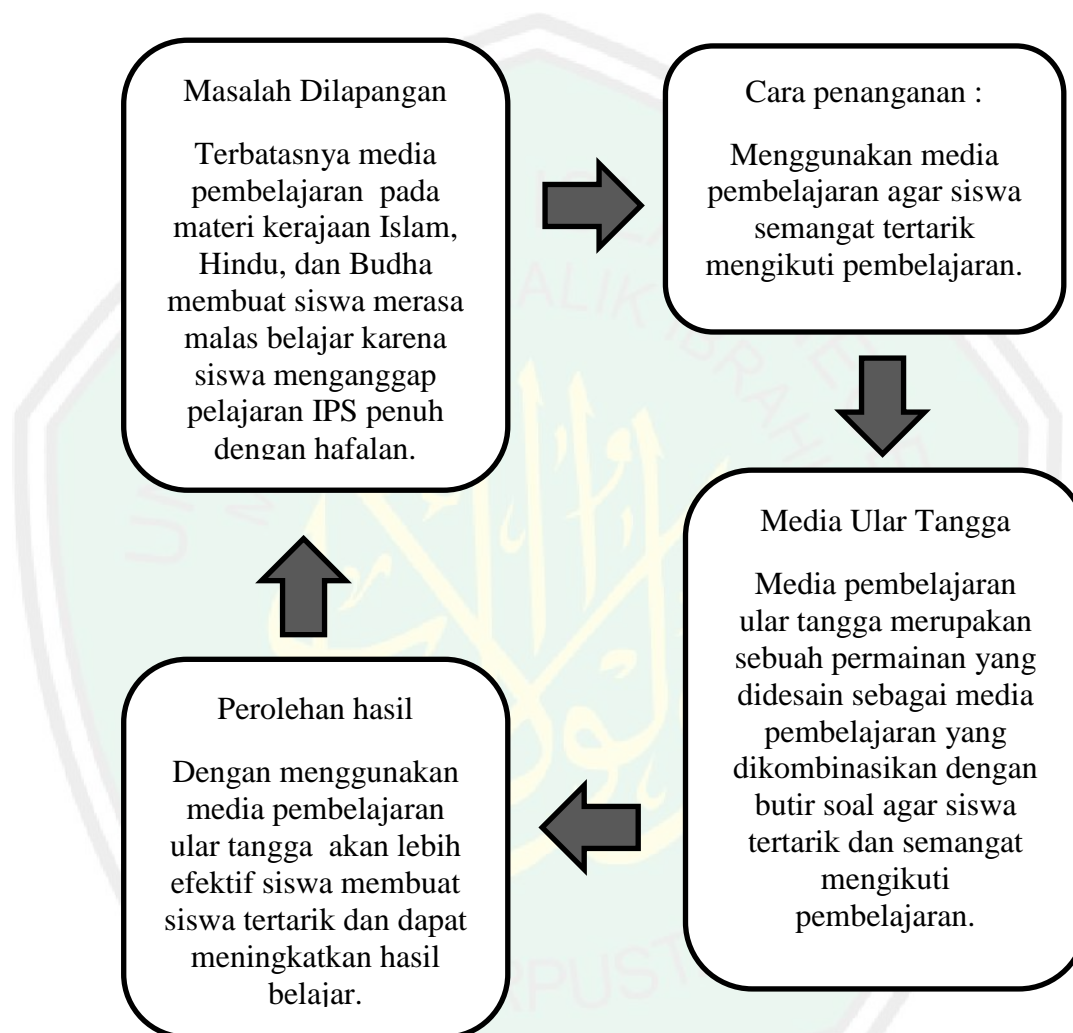 Masalah Dilapangan
Terbatasnya media
pembelajaran pada
materi kerajaan Islam,
Hindu, dan Budha
membuat siswa merasa
malas belajar karena
siswa menganggap
pelajaran IPS penuh
dengan hafalan.
Cara penanganan :
Menggunakan media
pembelajaran agar siswa
semangat tertarik
mengikuti pembelajaran.
Media Ular Tangga
Media pembelajaran
ular tangga merupakan
sebuah permainan yang
didesain sebagai media
pembelajaran yang
dikombinasikan dengan
butir soal agar siswa
tertarik dan semangat
mengikuti
pembelajaran.
Perolehan hasil
Dengan menggunakan
media pembelajaran
ular tangga akan lebih
efektif siswa membuat
siswa tertarik dan dapat
meningkatkan hasil
belajar.